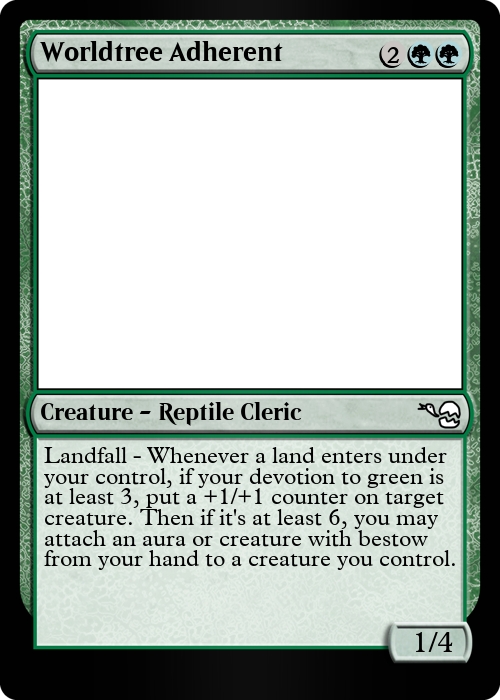 Worldtree Adherent 2
Creature – Reptile Cleric
Landfall - Whenever a land enters under
your control, if your devotion to green is
at least 3, put a +1/+1 counter on target
creature. Then if it's at least 6, you may
attach an aura or creature with bestow
from your hand to a creature you control.
1/4